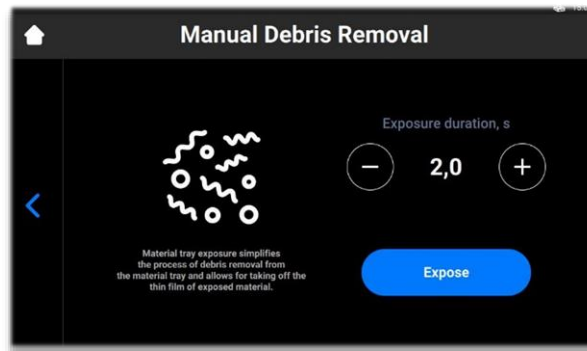 Manual Debris Removal
Exposure duration, s
2,0
Material tray exposure simplifies
the process of debris removal from
the material tray and allows for taking off the
thin film of exposed material.
Expose